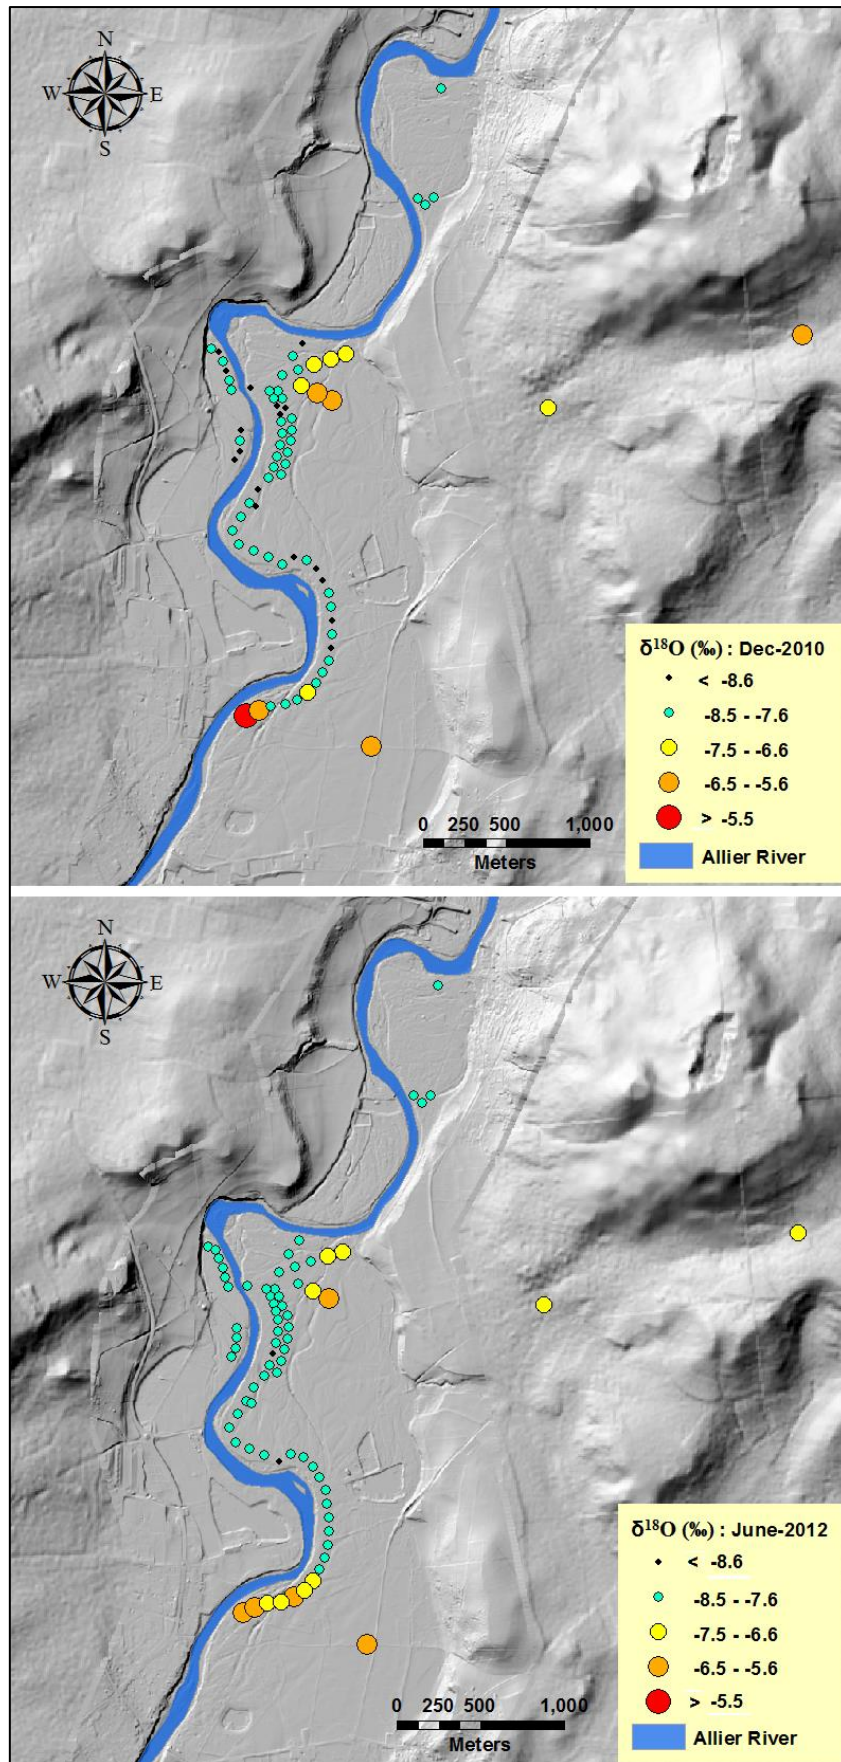 N
W E
S
δ¹⁸O (‰) : Dec-2010
< -8.6
-8.5 - -7.6
-7.5 - -6.6
-6.5 - -5.6
> -5.5
Allier River
0 250 500 1,000
Meters
N
W E
S
δ¹⁸O (‰) : June-2012
< -8.6
-8.5 - -7.6
-7.5 - -6.6
-6.5 - -5.6
> -5.5
Allier River
0 250 500 1,000
Meters